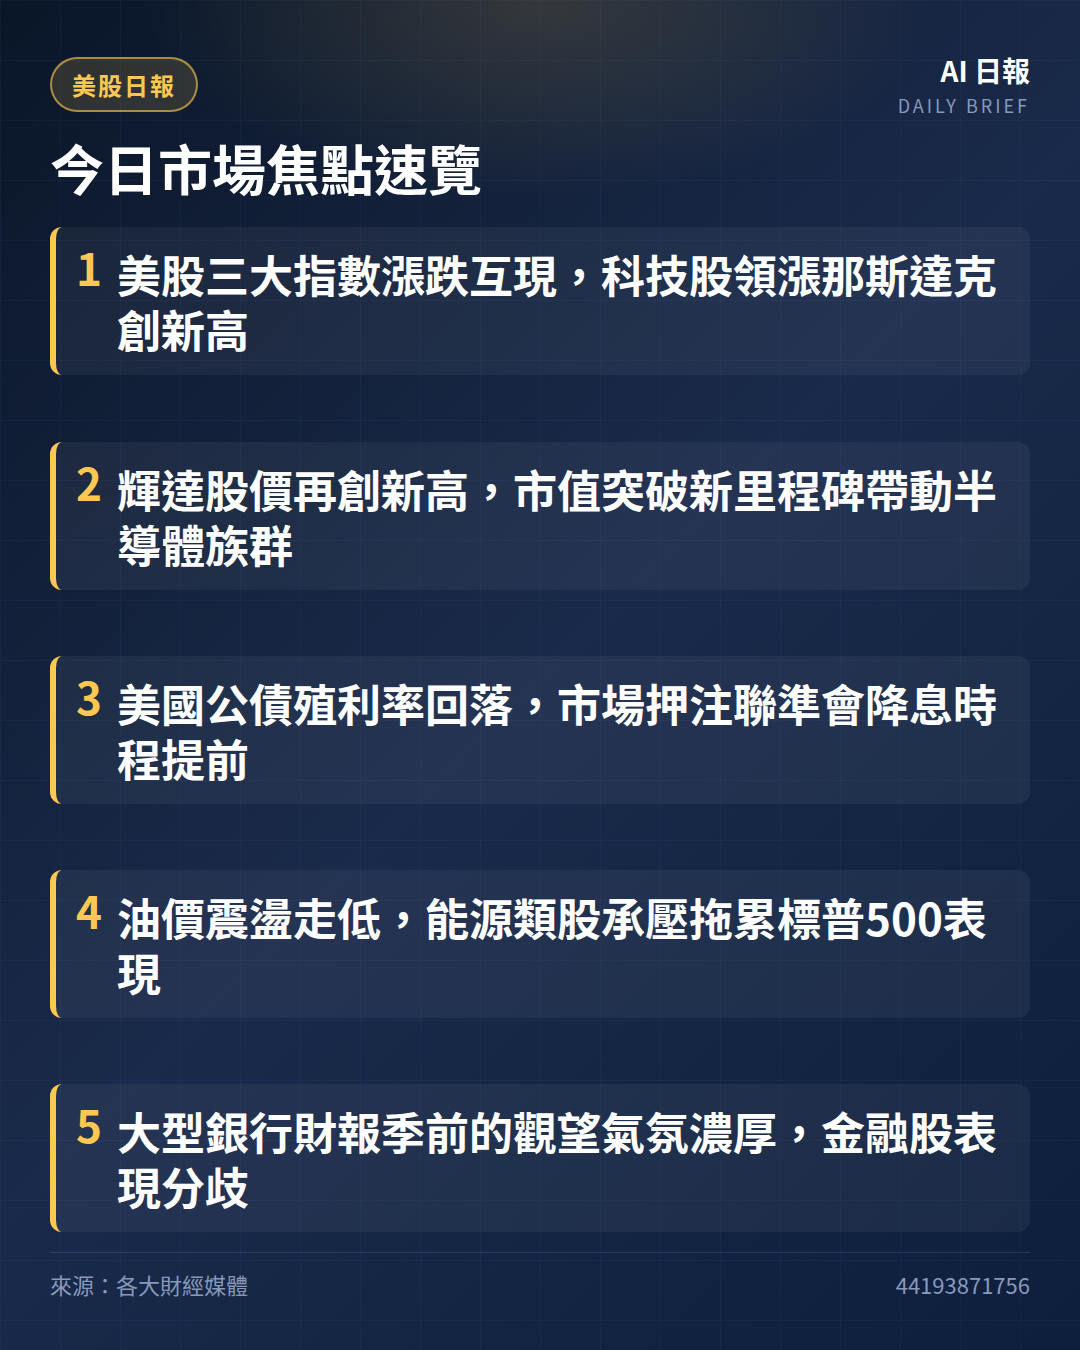 美股日報
AI 日報
DAILY BRIEF
今日市場焦點速覽
1
美股三大指數漲跌互現，科技股領漲那斯達克
創新高
2
輝達股價再創新高，市值突破新里程碑帶動半
導體族群
3
美國公債殖利率回落，市場押注聯準會降息時
程提前
4
油價震盪走低，能源類股承壓拖累標普500表
現
5
大型銀行財報季前的觀望氣氛濃厚，金融股表
現分歧
來源：各大財經媒體
44193871756